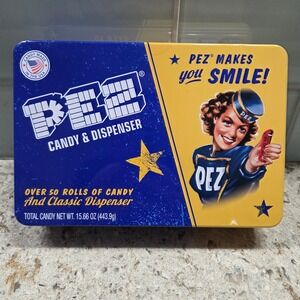 PEZ
CANDY & DISPENSER
OVER 50 ROLLS OF CANDY
And Classic Dispenser
TOTAL CANDY NET WT. 15.66 OZ (443.9g)
PEZ® MAKES
you SMILE!
PEZ